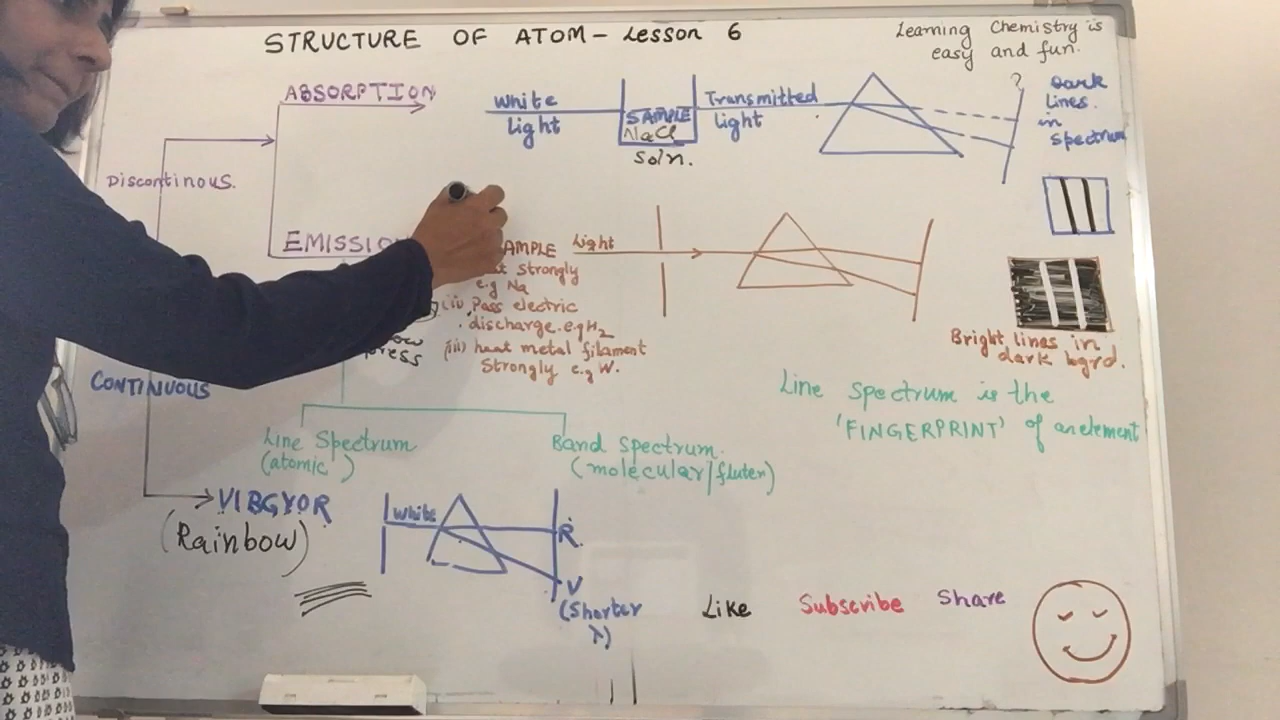 STRUCTURE OF ATOM - Lesson 6
Learning Chemistry is
easy and fun.
ABSORPTION
White
Light
SAMPLE
NaCl
Soln.
Transmitted
Light
?
Dark
Lines
in
Spectrum
Discontinous.
EMISSIO
AMPLE
Light
Strongly
e.g Na
Pass electric
discharge. e.g H2
(iii) heat metal filament
Strongly e.g W.
Bright lines in
dark bgrd.
CONTINUOUS
Line Spectrum is the
'FINGERPRINT' of an element
Line Spectrum
(atomic)
Band Spectrum.
(molecular/fluten)
VIBGYOR
(Rainbow)
White
R
V
(Shorter
λ)
Like Subscribe Share